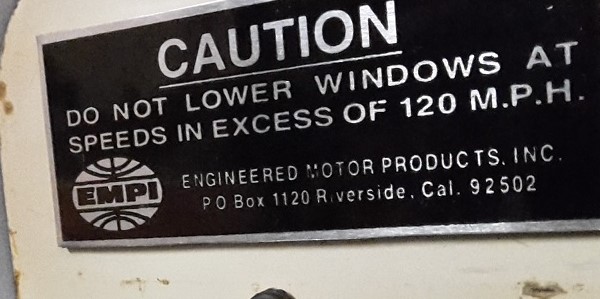 CAUTION
DO NOT LOWER WINDOWS AT
SPEEDS IN EXCESS OF 120 M.P.H.
EMPI
ENGINEERED MOTOR PRODUCTS, INC.
PO Box 1120 Riverside, Cal. 92502